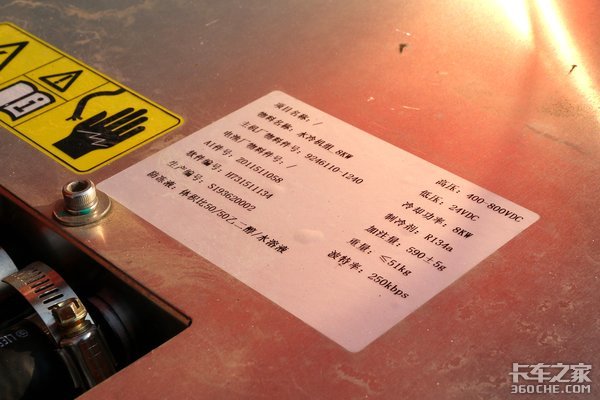 项目名称：/
物料名称：水冷机组 8KW
主机厂物料件号：9246110-1240
电池厂物料件号：/
A1件号：2011511058
软件编号：H731511134
生产编号：S193620002
防冻液：体积比50/50乙二醇/水溶液
高压：400-800VDC
低压：24VDC
冷却功率：8KW
制冷剂：R134a
加注量：590±5g
重量：≤51kg
波特率：250kbps
卡车之家
360CHE.COM